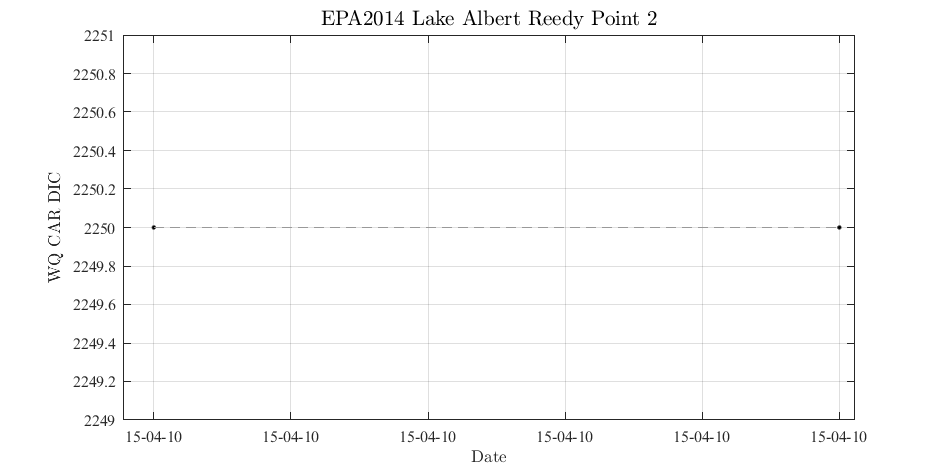 EPA2014 Lake Albert Reedy Point 2
2251
2250.8
2250.6
2250.4
2250.2
2250
2249.8
2249.6
2249.4
2249.2
2249
WQ CAR DIC
15-04-10 15-04-10 15-04-10 15-04-10 15-04-10 15-04-10
Date